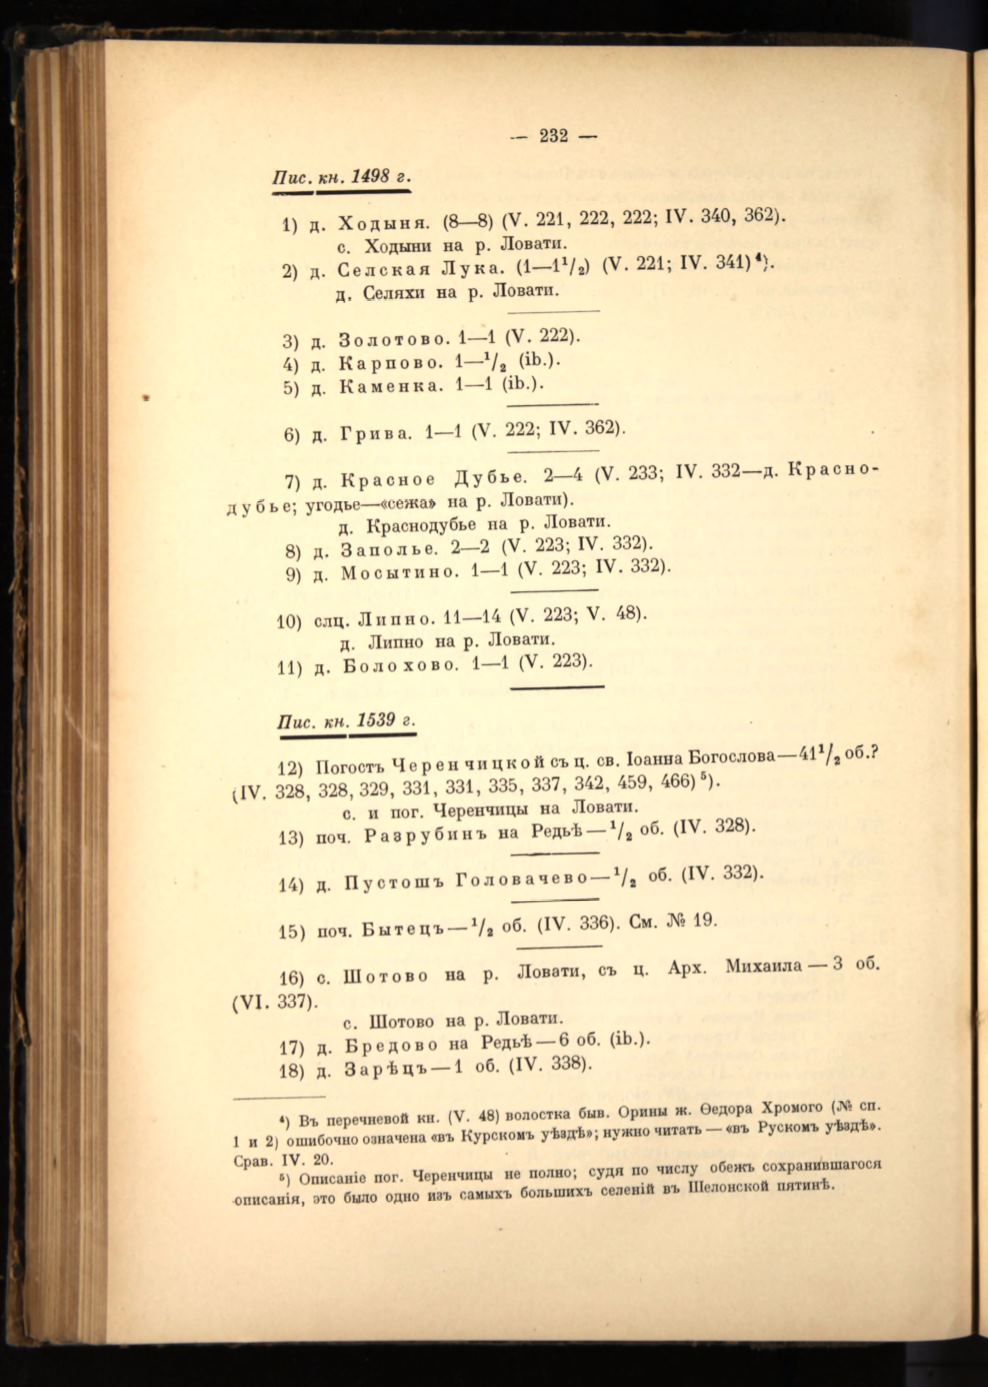 — 232 —
Пис. кн. 1498 г.
1) д. Ходыня. (8—8) (V. 221, 222, 222; IV. 340, 362).
с. Ходыни на р. Ловати.
2) д. Селская Лука. (1—1¹/₂) (V. 221; IV. 341)⁴).
д. Селяхи на р. Ловати.
3) д. Золотово. 1—1 (V. 222).
4) д. Карпово. 1—¹/₂ (ib.).
5) д. Каменка. 1—1 (ib.).
6) д. Грива. 1—1 (V. 222; IV. 362).
7) д. Красное Дубье. 2—4 (V. 233; IV. 332—д. Красно-
дубье; угодье—«сежа» на р. Ловати).
д. Краснодубье на р. Ловати.
8) д. Заполье. 2—2 (V. 223; IV. 332).
9) д. Мосытино. 1—1 (V. 223; IV. 332).
10) слц. Липно. 11—14 (V. 223; V. 48).
д. Липно на р. Ловати.
11) д. Болохово. 1—1 (V. 223).
Пис. кн. 1539 г.
12) Погостъ Черенчицкой съ ц. св. Іоанна Богослова—41¹/₂ об.?
(IV. 328, 328, 329, 331, 331, 335, 337, 342, 459, 466)⁵).
с. и пог. Черенчицы на Ловати.
13) поч. Разрубинъ на Редьѣ—¹/₂ об. (IV. 328).
14) д. Пустошъ Головачево—¹/₂ об. (IV. 332).
15) поч. Бытецъ—¹/₂ об. (IV. 336). См. № 19.
16) с. Шотово на р. Ловати, съ ц. Арх. Михаила—3 об.
(VI. 337).
с. Шотово на р. Ловати.
17) д. Бредово на Редьѣ—6 об. (ib.).
18) д. Зарѣцъ—1 об. (IV. 338).
⁴) Въ перечневой кн. (V. 48) волостка быв. Орины ж. Ѳедора Хромого (№ сп.
1 и 2) ошибочно означена «въ Курскомъ уѣздѣ»; нужно читать — «въ Рускомъ уѣздѣ».
Срав. IV. 20.
⁵) Описаніе пог. Черенчицы не полно; судя по числу обежъ сохранившагося
описанія, это было одно изъ самыхъ большихъ селеній въ Шелонской пятинѣ.